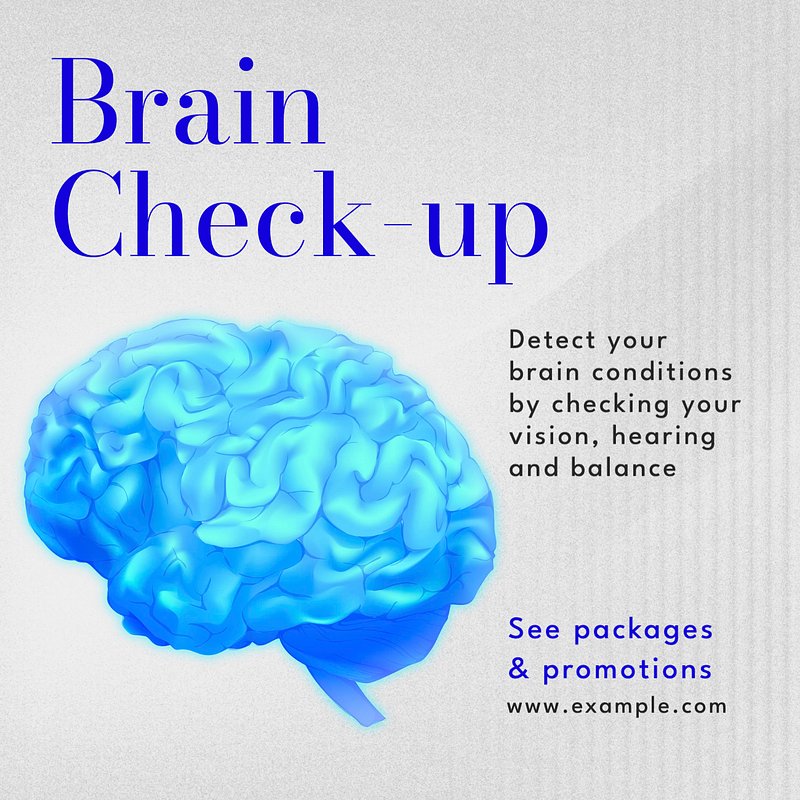 Brain
Check-up
Detect your
brain conditions
by checking your
vision, hearing
and balance
See packages
& promotions
www.example.com